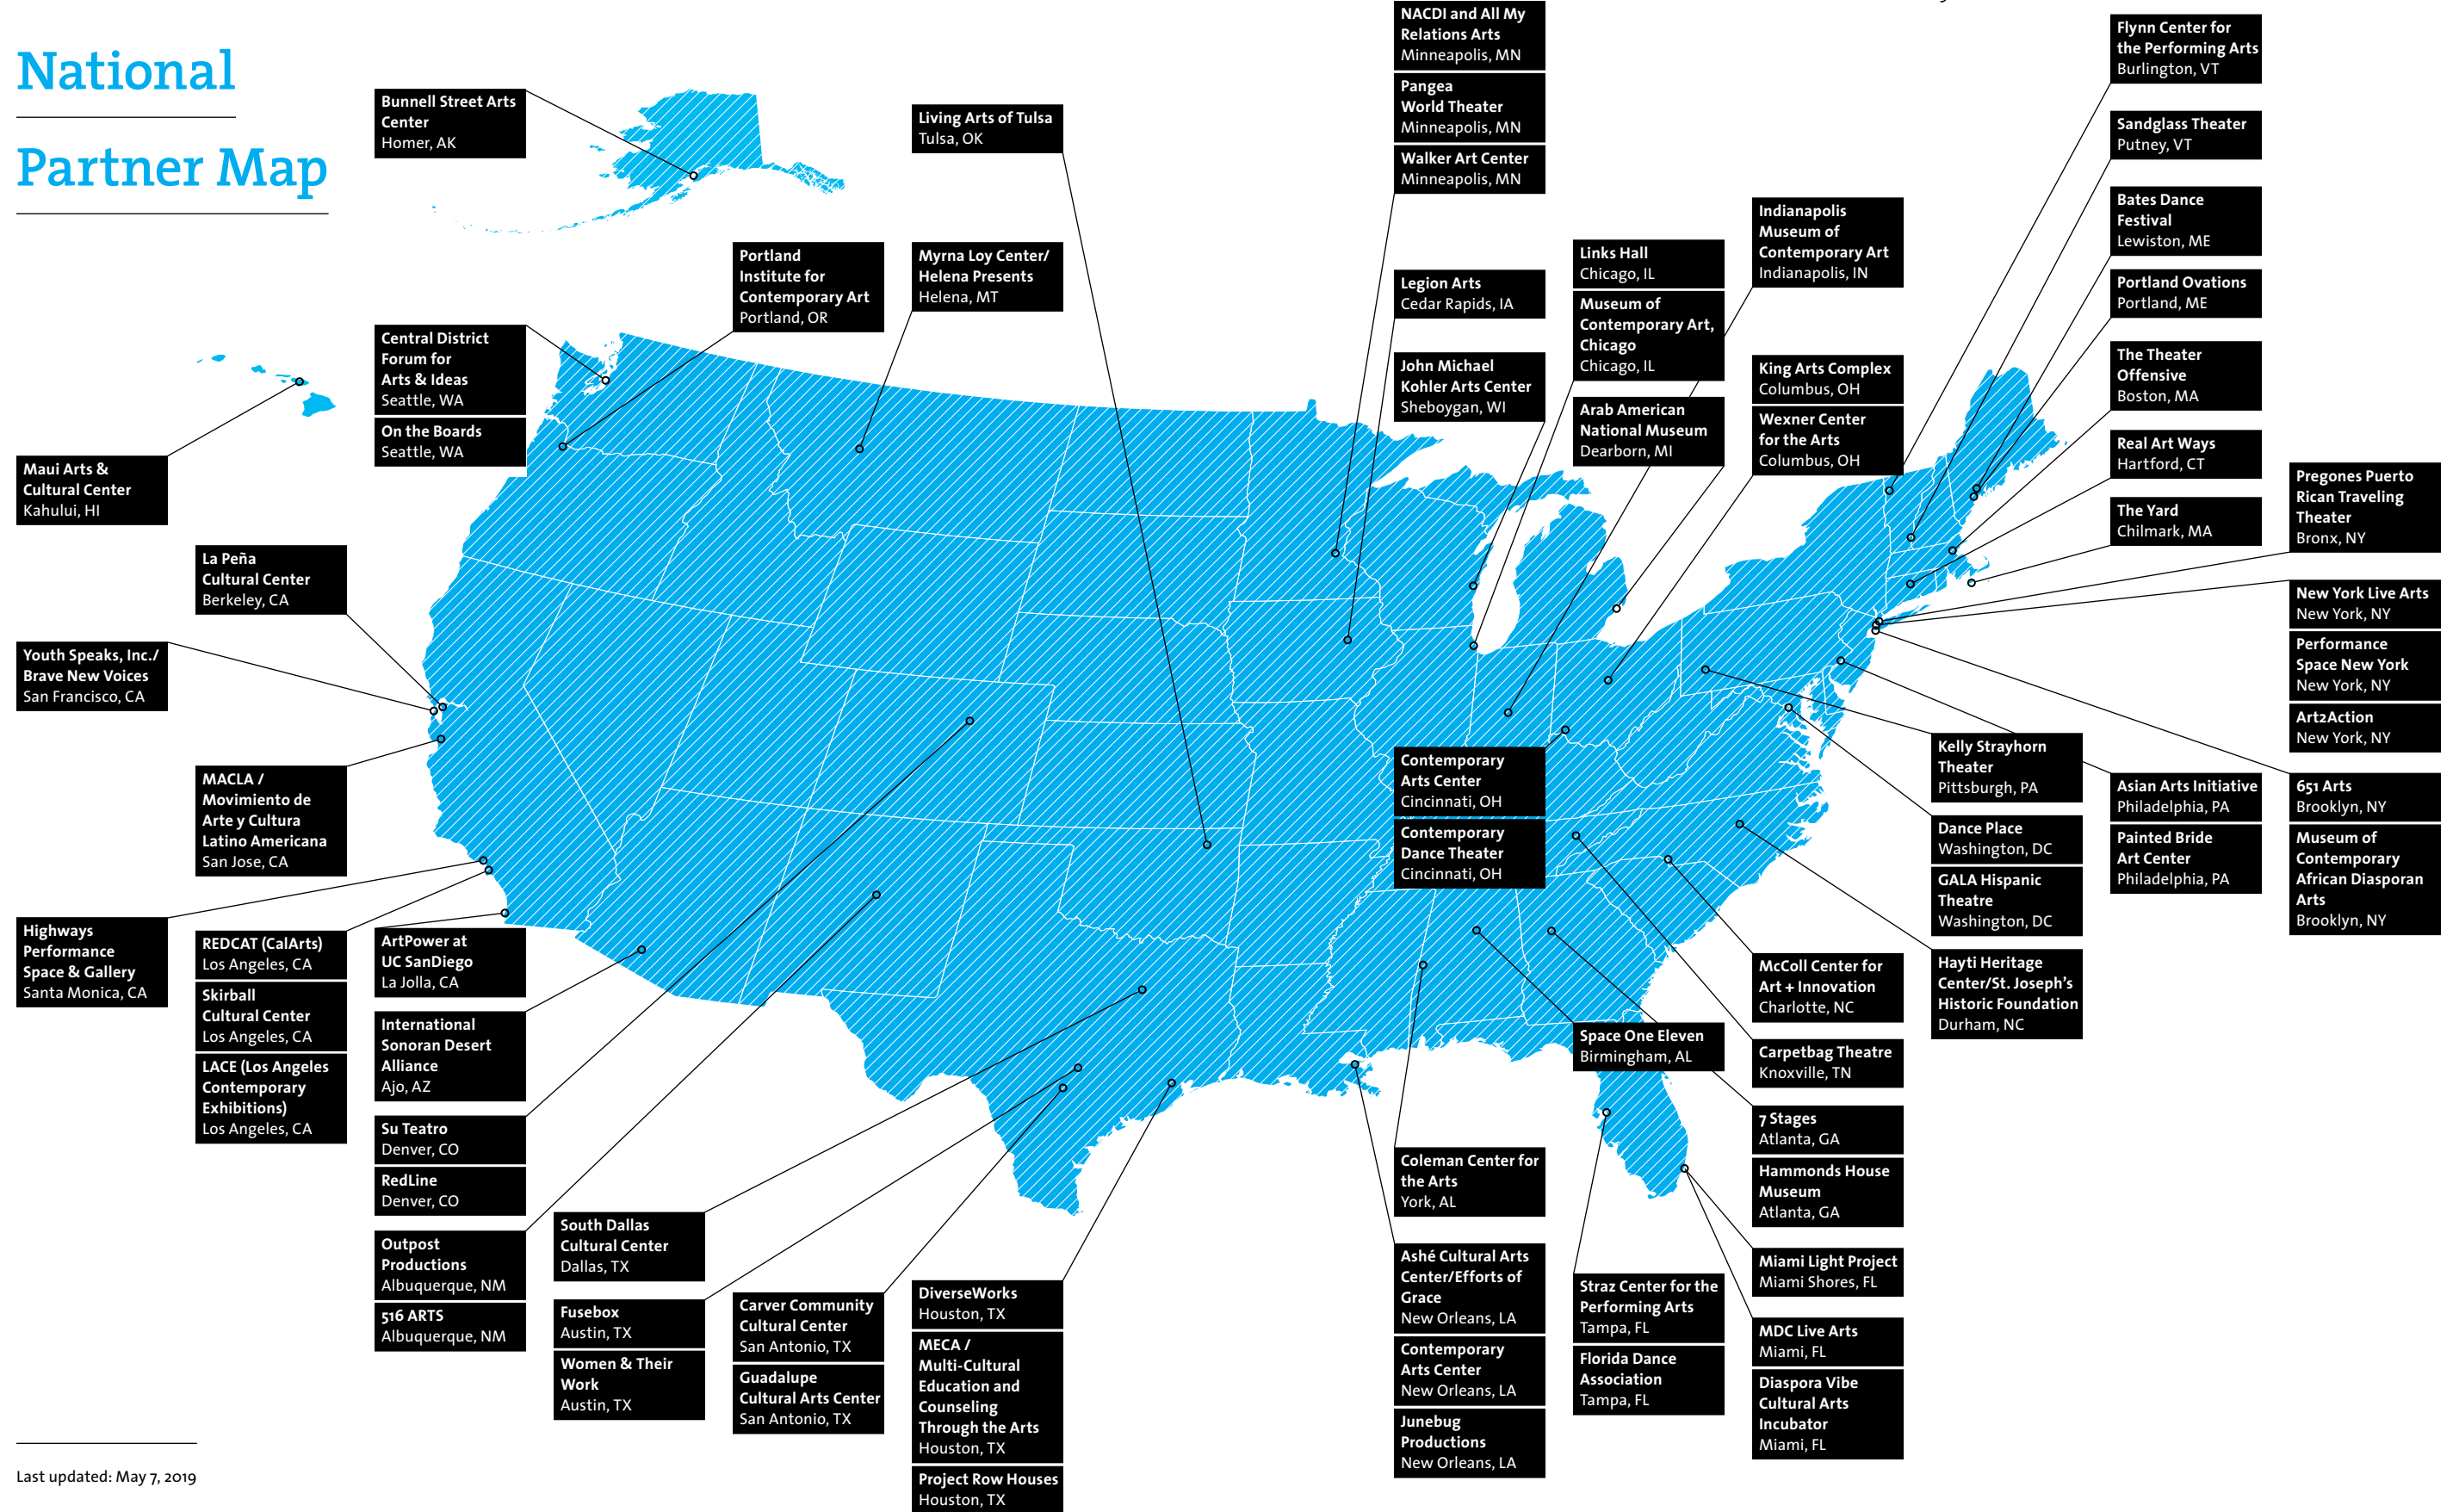 National
Partner Map
Bunnell Street Arts
Center
Homer, AK
Living Arts of Tulsa
Tulsa, OK
NACDI and All My
Relations Arts
Minneapolis, MN
Pangea
World Theater
Minneapolis, MN
Walker Art Center
Minneapolis, MN
Flynn Center for
the Performing Arts
Burlington, VT
Sandglass Theater
Putney, VT
Bates Dance
Festival
Lewiston, ME
Portland Ovations
Portland, ME
The Theater
Offensive
Boston, MA
Real Art Ways
Hartford, CT
The Yard
Chilmark, MA
Portland
Institute for
Contemporary Art
Portland, OR
Myrna Loy Center/
Helena Presents
Helena, MT
Legion Arts
Cedar Rapids, IA
John Michael
Kohler Arts Center
Sheboygan, WI
Links Hall
Chicago, IL
Museum of
Contemporary Art,
Chicago
Chicago, IL
Arab American
National Museum
Dearborn, MI
Indianapolis
Museum of
Contemporary Art
Indianapolis, IN
King Arts Complex
Columbus, OH
Wexner Center
for the Arts
Columbus, OH
Central District
Forum for
Arts & Ideas
Seattle, WA
On the Boards
Seattle, WA
Maui Arts &
Cultural Center
Kahului, HI
La Peña
Cultural Center
Berkeley, CA
Youth Speaks, Inc./
Brave New Voices
San Francisco, CA
MACLA /
Movimiento de
Arte y Cultura
Latino Americana
San Jose, CA
Highways
Performance
Space & Gallery
Santa Monica, CA
REDCAT (CalArts)
Los Angeles, CA
Skirball
Cultural Center
Los Angeles, CA
LACE (Los Angeles
Contemporary
Exhibitions)
Los Angeles, CA
ArtPower at
UC SanDiego
La Jolla, CA
International
Sonoran Desert
Alliance
Ajo, AZ
Su Teatro
Denver, CO
RedLine
Denver, CO
Outpost
Productions
Albuquerque, NM
516 ARTS
Albuquerque, NM
South Dallas
Cultural Center
Dallas, TX
Fusebox
Austin, TX
Women & Their
Work
Austin, TX
Carver Community
Cultural Center
San Antonio, TX
Guadalupe
Cultural Arts Center
San Antonio, TX
DiverseWorks
Houston, TX
MECA /
Multi-Cultural
Education and
Counseling
Through the Arts
Houston, TX
Project Row Houses
Houston, TX
Contemporary
Arts Center
Cincinnati, OH
Contemporary
Dance Theater
Cincinnati, OH
Coleman Center for
the Arts
York, AL
Ashé Cultural Arts
Center/Efforts of
Grace
New Orleans, LA
Contemporary
Arts Center
New Orleans, LA
Junebug
Productions
New Orleans, LA
Space One Eleven
Birmingham, AL
Straz Center for the
Performing Arts
Tampa, FL
Florida Dance
Association
Tampa, FL
McColl Center for
Art + Innovation
Charlotte, NC
Carpetbag Theatre
Knoxville, TN
7 Stages
Atlanta, GA
Hammonds House
Museum
Atlanta, GA
Miami Light Project
Miami Shores, FL
MDC Live Arts
Miami, FL
Diaspora Vibe
Cultural Arts
Incubator
Miami, FL
Kelly Strayhorn
Theater
Pittsburgh, PA
Dance Place
Washington, DC
GALA Hispanic
Theatre
Washington, DC
Hayti Heritage
Center/St. Joseph's
Historic Foundation
Durham, NC
Asian Arts Initiative
Philadelphia, PA
Painted Bride
Art Center
Philadelphia, PA
Pregones Puerto
Rican Traveling
Theater
Bronx, NY
New York Live Arts
New York, NY
Performance
Space New York
New York, NY
Art2Action
New York, NY
651 Arts
Brooklyn, NY
Museum of
Contemporary
African Diasporan
Arts
Brooklyn, NY
Last updated: May 7, 2019